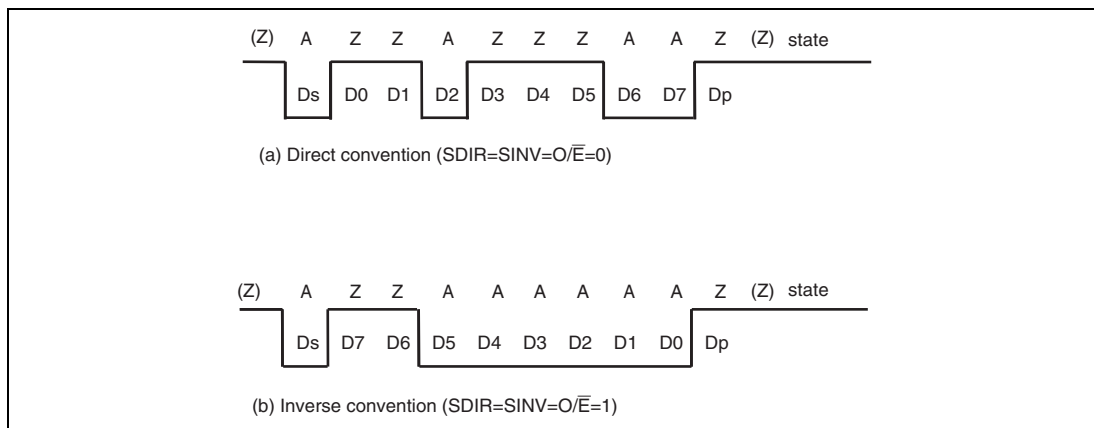 (Z) A Z Z A Z Z Z A A Z (Z) state
Ds D0 D1 D2 D3 D4 D5 D6 D7 Dp
(a) Direct convention (SDIR=SINV=O/E̅=0)
(Z) A Z Z A A A A A A Z (Z) state
Ds D7 D6 D5 D4 D3 D2 D1 D0 Dp
(b) Inverse convention (SDIR=SINV=O/E̅=1)